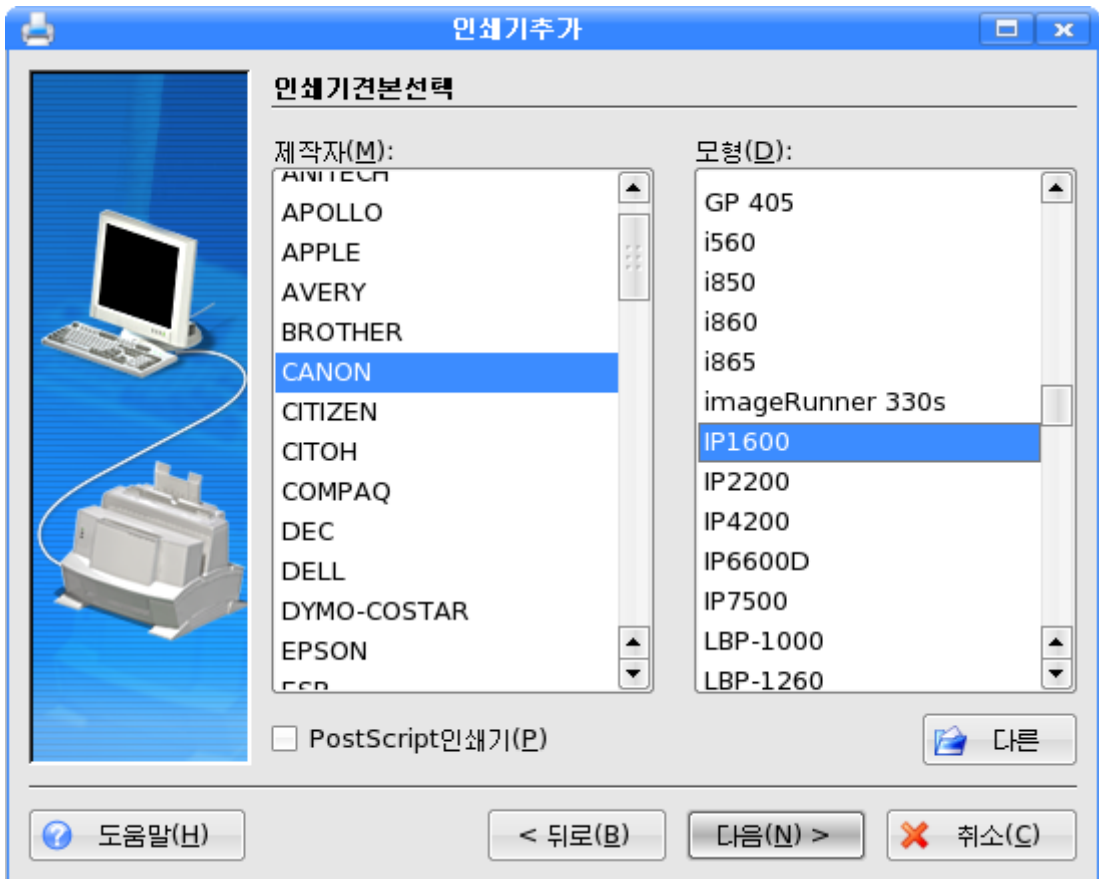 인쇄기추가
인쇄기견본선택
제작자(M):
ANITECH
APOLLO
APPLE
AVERY
BROTHER
CANON
CITIZEN
CITOH
COMPAQ
DEC
DELL
DYMO-COSTAR
EPSON
모형(D):
GP 405
i560
i850
i860
i865
imageRunner 330s
IP1600
IP2200
IP4200
IP6600D
IP7500
LBP-1000
LBP-1260
PostScript인쇄기(P)
다른
도움말(H)
< 뒤로(B)
다음(N) >
취소(C)